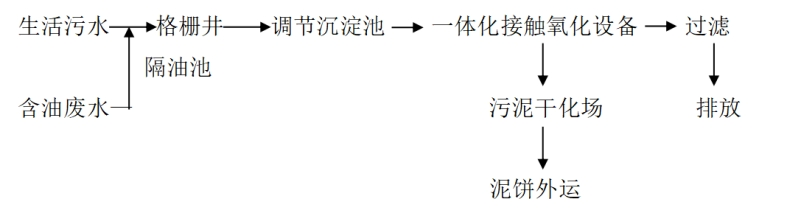 生活污水 格栅井 调节沉淀池 一体化接触氧化设备 过滤
隔油池
含油废水 污泥干化场 排放
泥饼外运